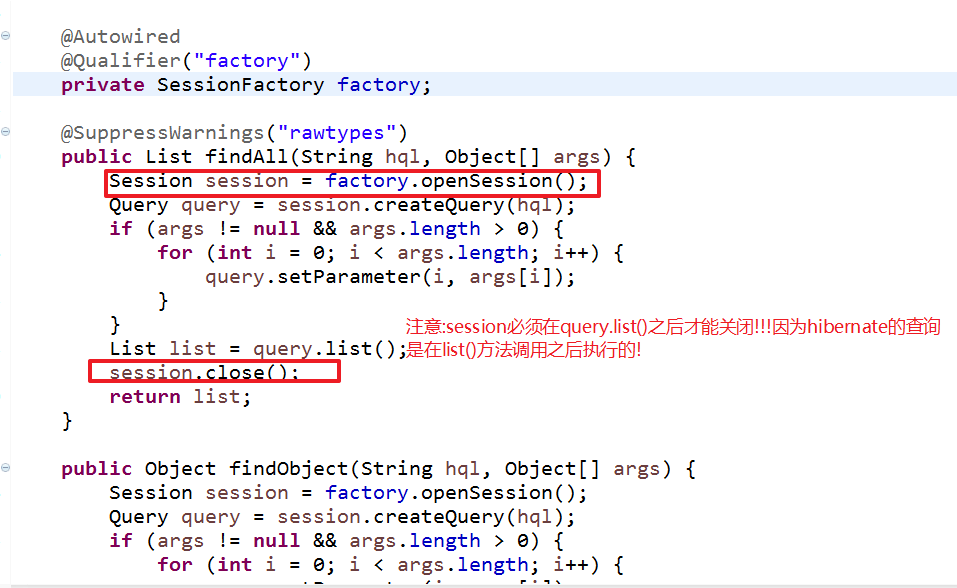 @Autowired
@Qualifier("factory")
private SessionFactory factory;
@SuppressWarnings("rawtypes")
public List findAll(String hql, Object[] args) {
Session session = factory.openSession();
Query query = session.createQuery(hql);
if (args != null && args.length > 0) {
for (int i = 0; i < args.length; i++) {
query.setParameter(i, args[i]);
}
}
注意:session必须在query.list()之后才能关闭!!!因为hibernate的查询
List list = query.list();是在list()方法调用之后执行的!
session.close();
return list;
}
public Object findObject(String hql, Object[] args) {
Session session = factory.openSession();
Query query = session.createQuery(hql);
if (args != null && args.length > 0) {
for (int i = 0; i < args.length; i++) {